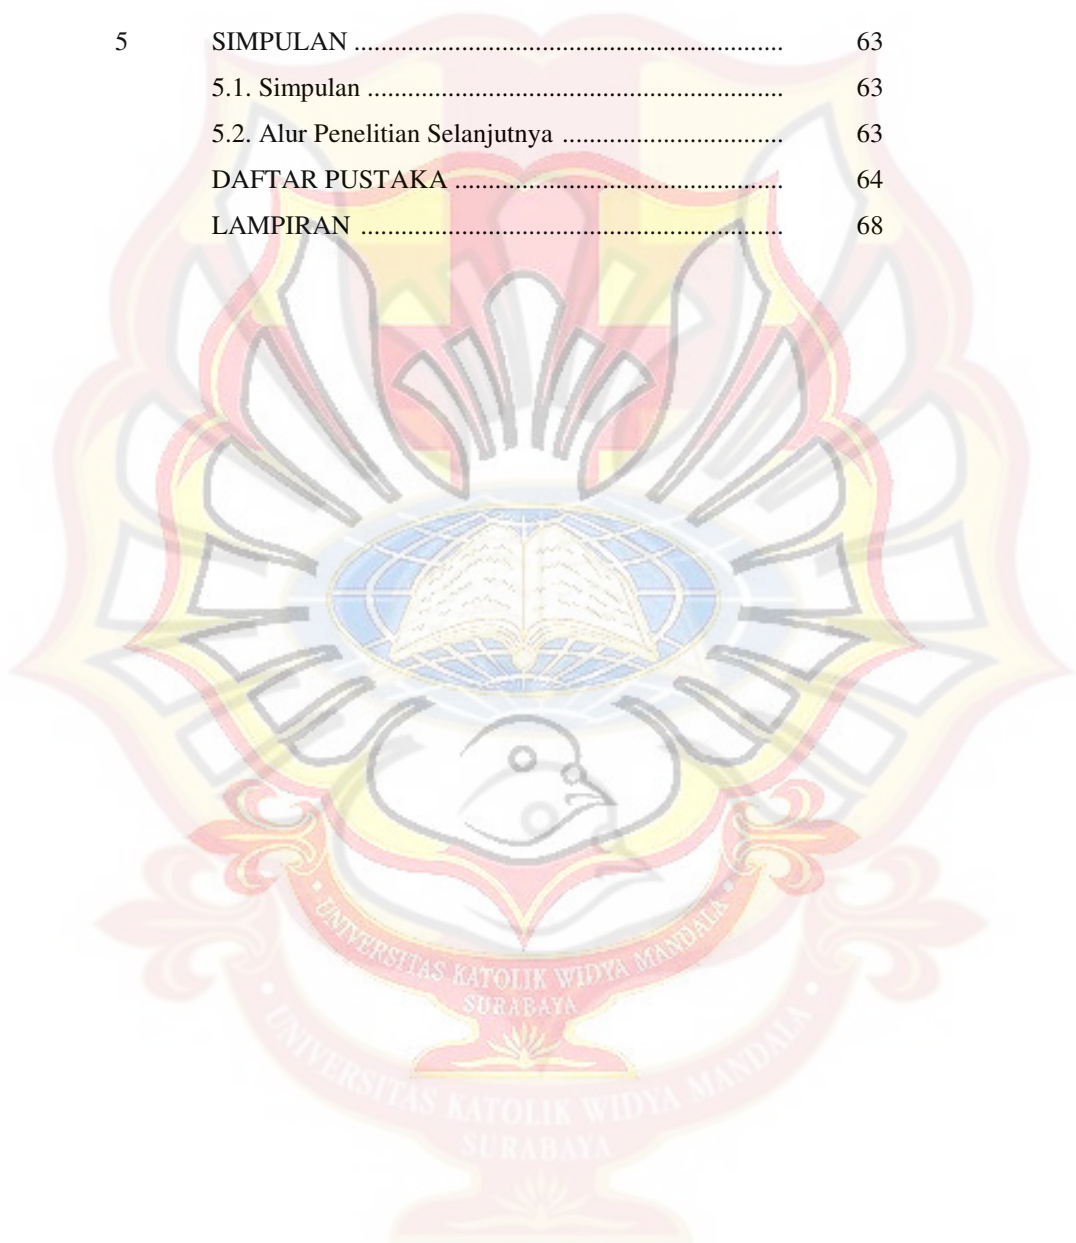 5 SIMPULAN ................................................................ 63
5.1. Simpulan .............................................................. 63
5.2. Alur Penelitian Selanjutnya ................................. 63
DAFTAR PUSTAKA ................................................. 64
LAMPIRAN ............................................................... 68
UNIVERSITAS KATOLIK WIDYA MANDALA
SURABAYA
UNIVERSITAS KATOLIK WIDYA MANDALA
SURABAYA